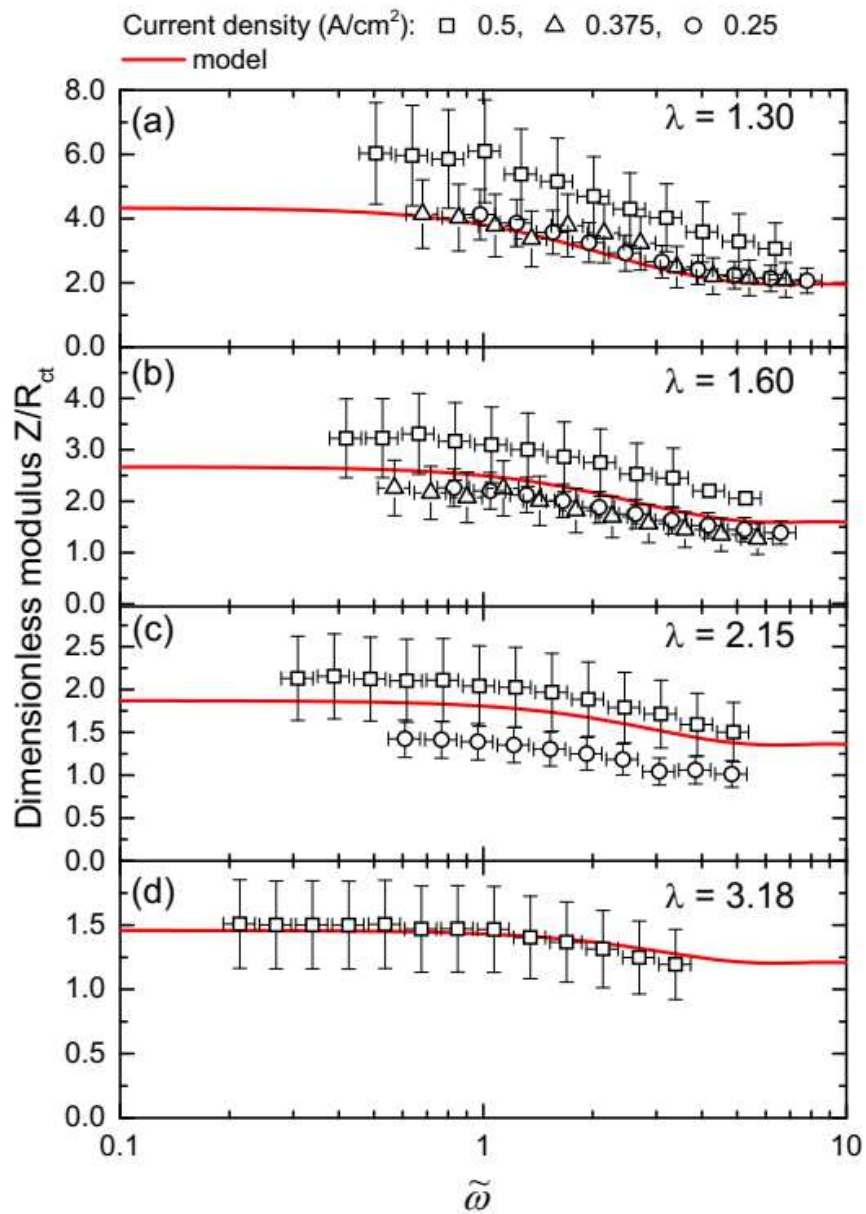 Current density (A/cm²): □ 0.5, △ 0.375, ○ 0.25
model
(a) λ = 1.30
8.0
6.0
4.0
2.0
0.0
(b) λ = 1.60
4.0
3.0
2.0
1.0
0.0
(c) λ = 2.15
2.5
2.0
1.5
1.0
0.5
0.0
(d) λ = 3.18
1.5
1.0
0.5
0.0
0.1 1 10
Dimensionless modulus Z/R_ct
ω̃